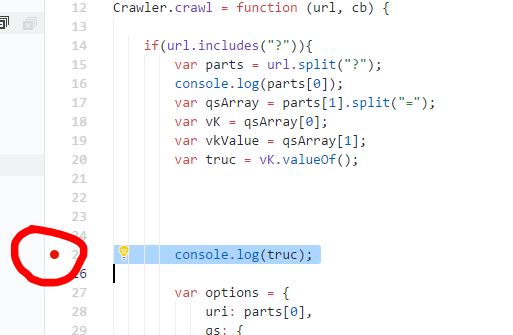 12 Crawler.crawl = function (url, cb) {
13
14 if(url.includes("?")){
15 var parts = url.split("?");
16 console.log(parts[0]);
17 var qsArray = parts[1].split("=");
18 var vK = qsArray[0];
19 var vkValue = qsArray[1];
20 var truc = vK.valueOf();
21
22
23
24
console.log(truc);
26
27 var options = {
28 uri: parts[0],
29 qs: {